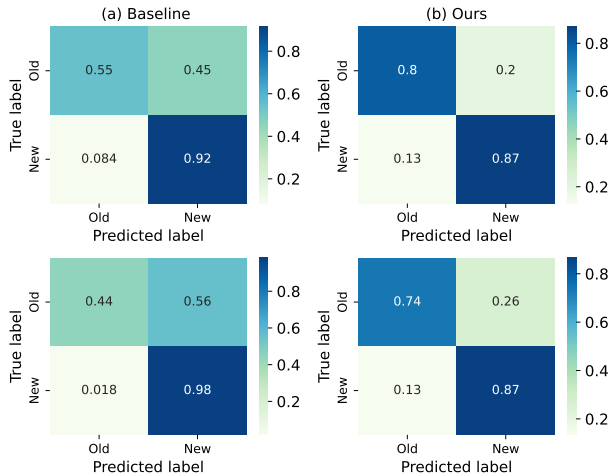 (a) Baseline
(b) Ours
True label
Old
New
0.55
0.45
0.084
0.92
0.8
0.6
0.4
0.2
Old
New
Predicted label
True label
Old
New
0.8
0.2
0.13
0.87
0.8
0.6
0.4
0.2
Old
New
Predicted label
True label
Old
New
0.44
0.56
0.018
0.98
0.8
0.6
0.4
0.2
Old
New
Predicted label
True label
Old
New
0.74
0.26
0.13
0.87
0.8
0.6
0.4
0.2
Old
New
Predicted label